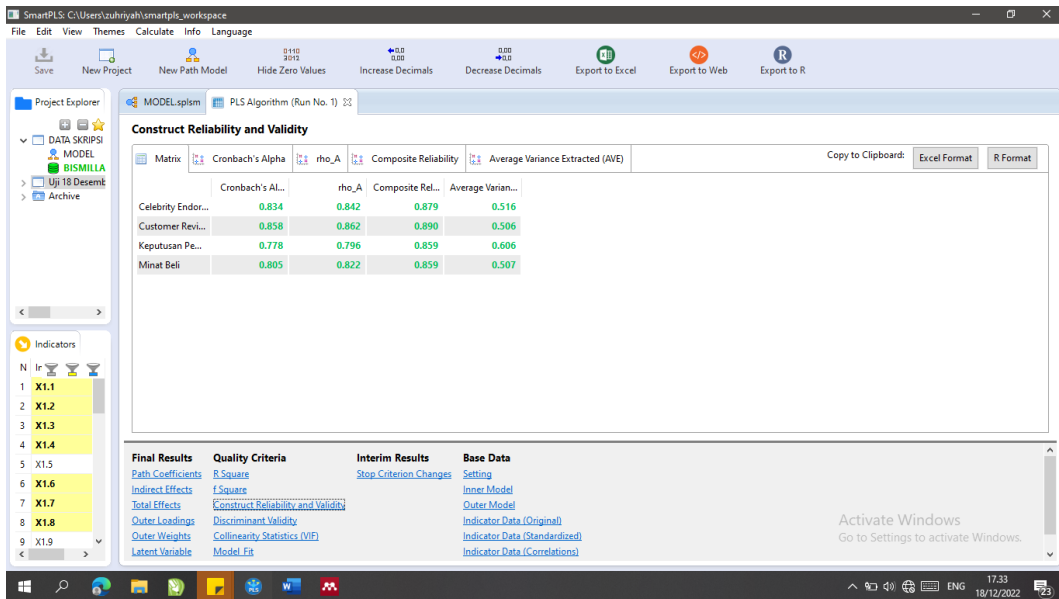 SmartPLS: C:\Users\zuhriyah\smartpls_workspace
File Edit View Themes Calculate Info Language
Save New Project New Path Model Hide Zero Values Increase Decimals Decrease Decimals Export to Excel Export to Web Export to R
Project Explorer
DATA SKRIPSI
MODEL
BISMILLA
Uji 18 Desemb
Archive
MODEL.splsm PLS Algorithm (Run No. 1)
Construct Reliability and Validity
Matrix Cronbach's Alpha rho_A Composite Reliability Average Variance Extracted (AVE) Copy to Clipboard: Excel Format R Format
Cronbach's Al... rho_A Composite Rel... Average Varian...
Celebrity Endor... 0.834 0.842 0.879 0.516
Customer Revi... 0.858 0.862 0.890 0.506
Keputusan Pe... 0.778 0.796 0.859 0.606
Minat Beli 0.805 0.822 0.859 0.507
Indicators
N Ir
1 X1.1
2 X1.2
3 X1.3
4 X1.4
5 X1.5
6 X1.6
7 X1.7
8 X1.8
9 X1.9
Final Results Quality Criteria Interim Results Base Data
Path Coefficients R Square Stop Criterion Changes Setting
Indirect Effects f Square Inner Model
Total Effects Construct Reliability and Validity Outer Model
Outer Loadings Discriminant Validity Indicator Data (Original)
Outer Weights Collinearity Statistics (VIF) Indicator Data (Standardized)
Latent Variable Model_Fit Indicator Data (Correlations)
Activate Windows
Go to Settings to activate Windows.
ENG 17.33
18/12/2022 23